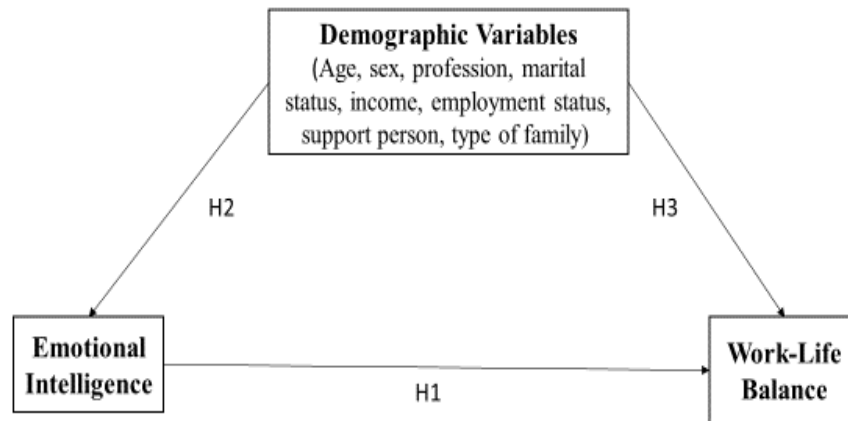 Demographic Variables
(Age, sex, profession, marital
status, income, employment status,
support person, type of family)
H2
H3
Emotional
Intelligence
H1
Work-Life
Balance